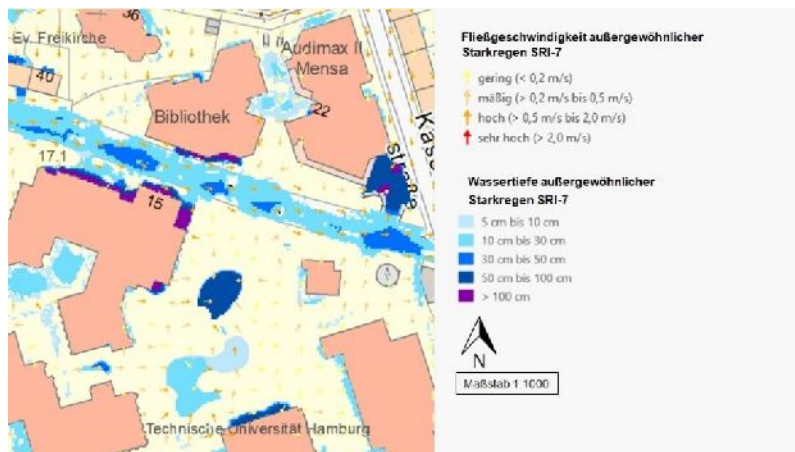 36
Ev. Freikirche
Audimax II
Mensa
40
Bibliothek
22
17.1
15
straße
Technische Universität Hamburg
Fließgeschwindigkeit außergewöhnlicher
Starkregen SRI-7
gering (< 0,2 m/s)
mäßig (> 0,2 m/s bis 0,5 m/s)
hoch (> 0,5 m/s bis 2,0 m/s)
sehr hoch (> 2,0 m/s)
Wassertiefe außergewöhnlicher
Starkregen SRI-7
5 cm bis 10 cm
10 cm bis 30 cm
30 cm bis 50 cm
50 cm bis 100 cm
> 100 cm
N
Maßstab 1:1000